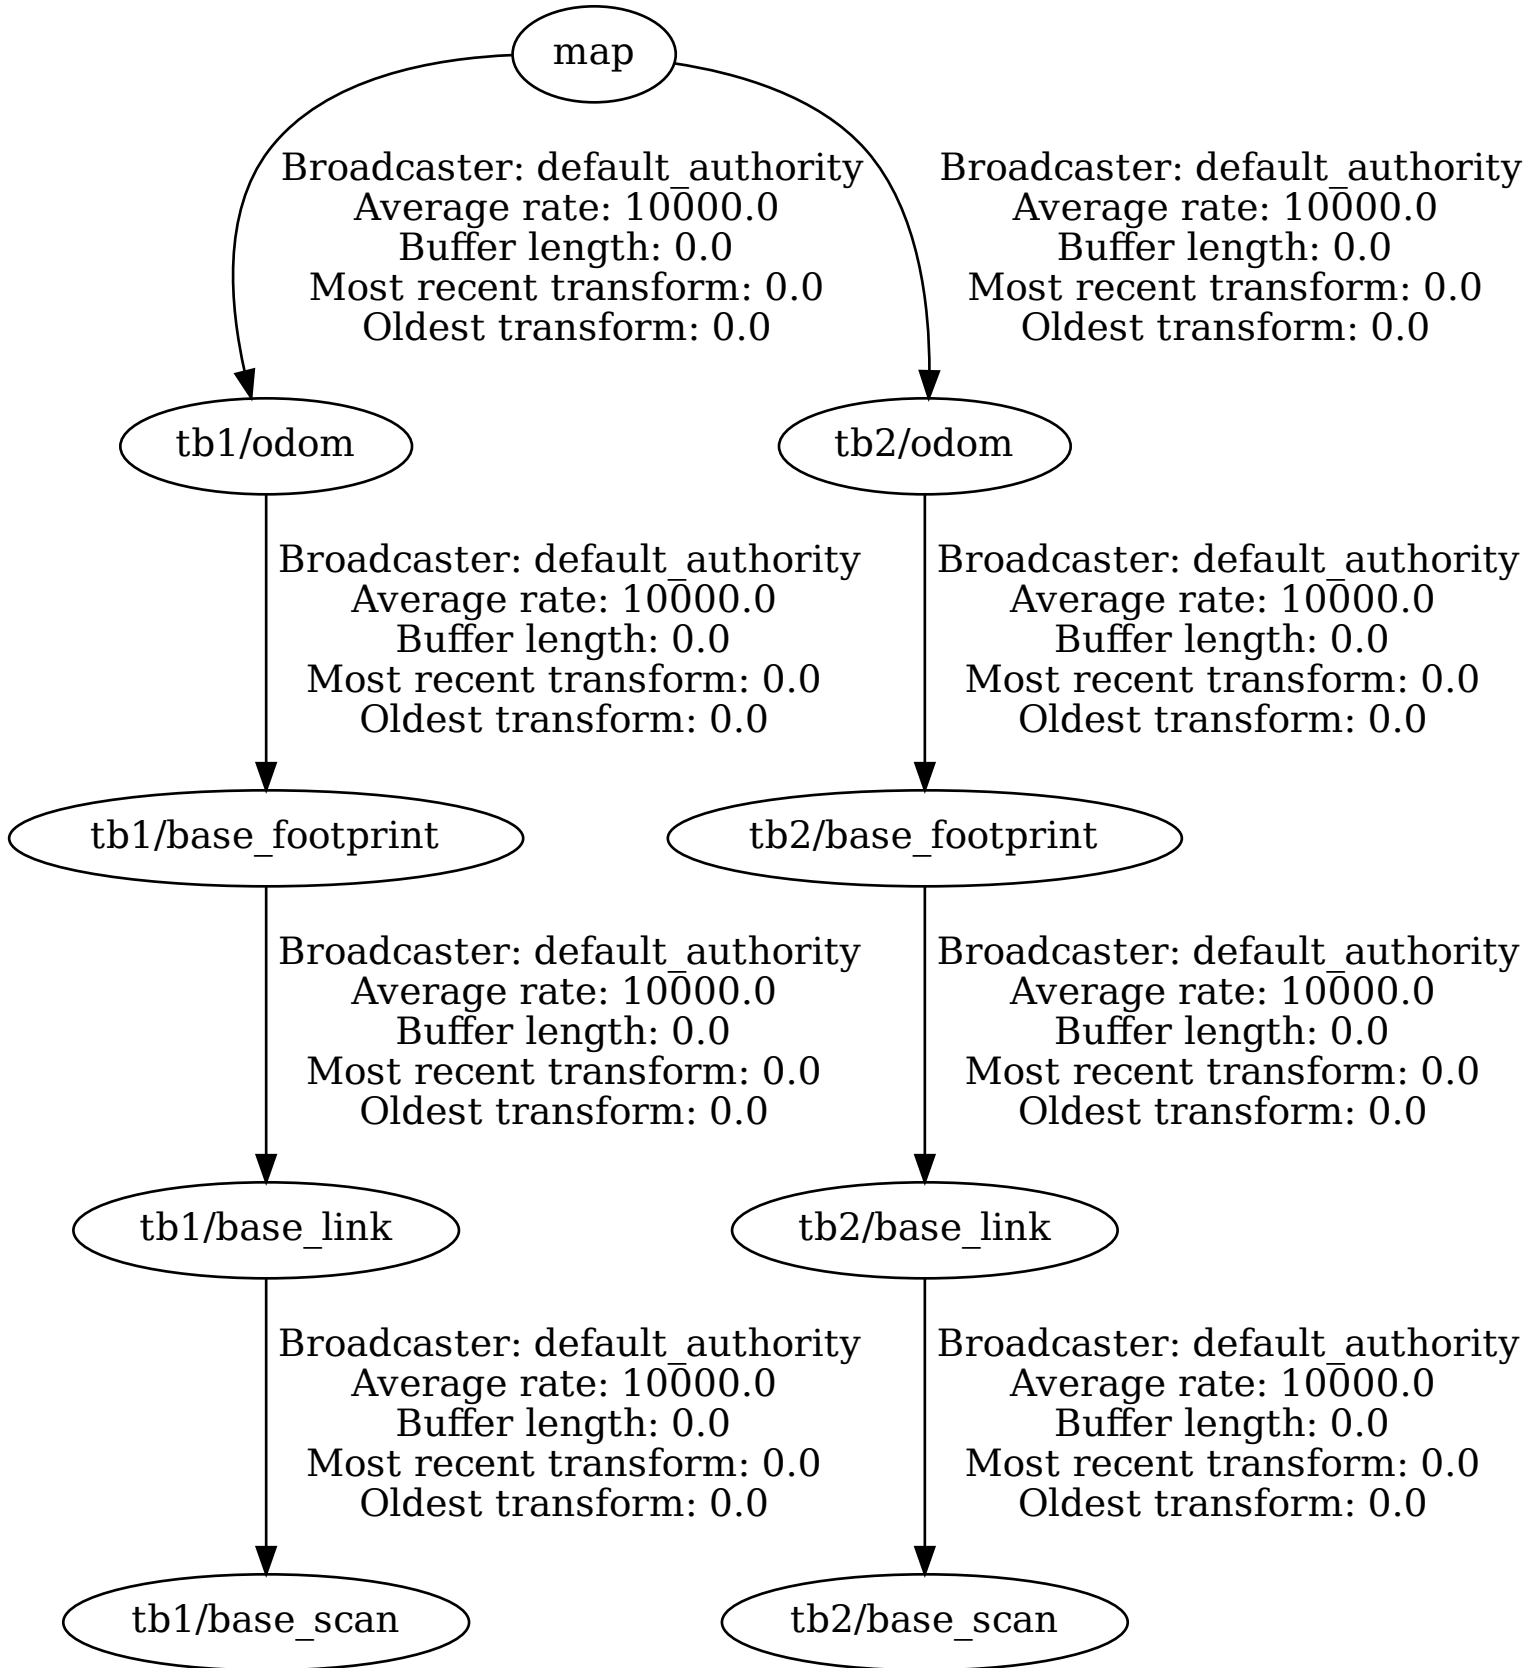 map
Broadcaster: default_authority
Average rate: 10000.0
Buffer length: 0.0
Most recent transform: 0.0
Oldest transform: 0.0
Broadcaster: default_authority
Average rate: 10000.0
Buffer length: 0.0
Most recent transform: 0.0
Oldest transform: 0.0
tb1/odom
tb2/odom
Broadcaster: default_authority
Average rate: 10000.0
Buffer length: 0.0
Most recent transform: 0.0
Oldest transform: 0.0
Broadcaster: default_authority
Average rate: 10000.0
Buffer length: 0.0
Most recent transform: 0.0
Oldest transform: 0.0
tb1/base_footprint
tb2/base_footprint
Broadcaster: default_authority
Average rate: 10000.0
Buffer length: 0.0
Most recent transform: 0.0
Oldest transform: 0.0
Broadcaster: default_authority
Average rate: 10000.0
Buffer length: 0.0
Most recent transform: 0.0
Oldest transform: 0.0
tb1/base_link
tb2/base_link
Broadcaster: default_authority
Average rate: 10000.0
Buffer length: 0.0
Most recent transform: 0.0
Oldest transform: 0.0
Broadcaster: default_authority
Average rate: 10000.0
Buffer length: 0.0
Most recent transform: 0.0
Oldest transform: 0.0
tb1/base_scan
tb2/base_scan